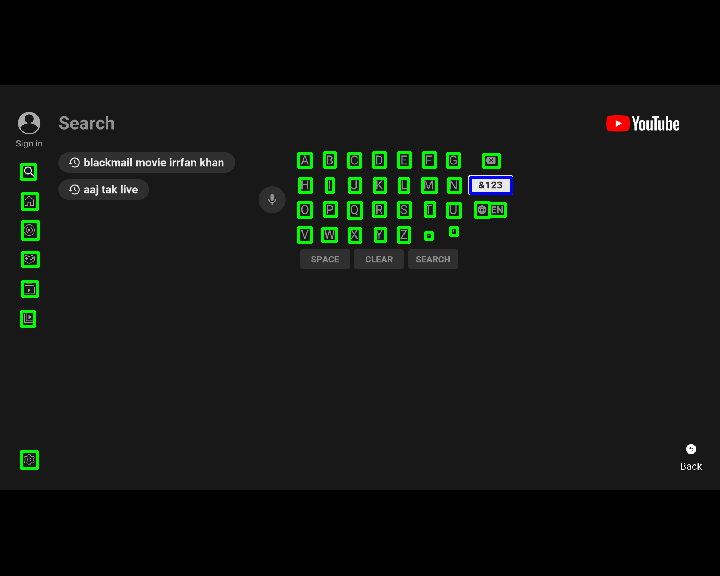 Search
YouTube
Sign in
blackmail movie irrfan khan
aaj tak live
A B C D E F G
H I J K L M N &123
O P Q R S T U EN
V W X Y Z
SPACE CLEAR SEARCH
Back